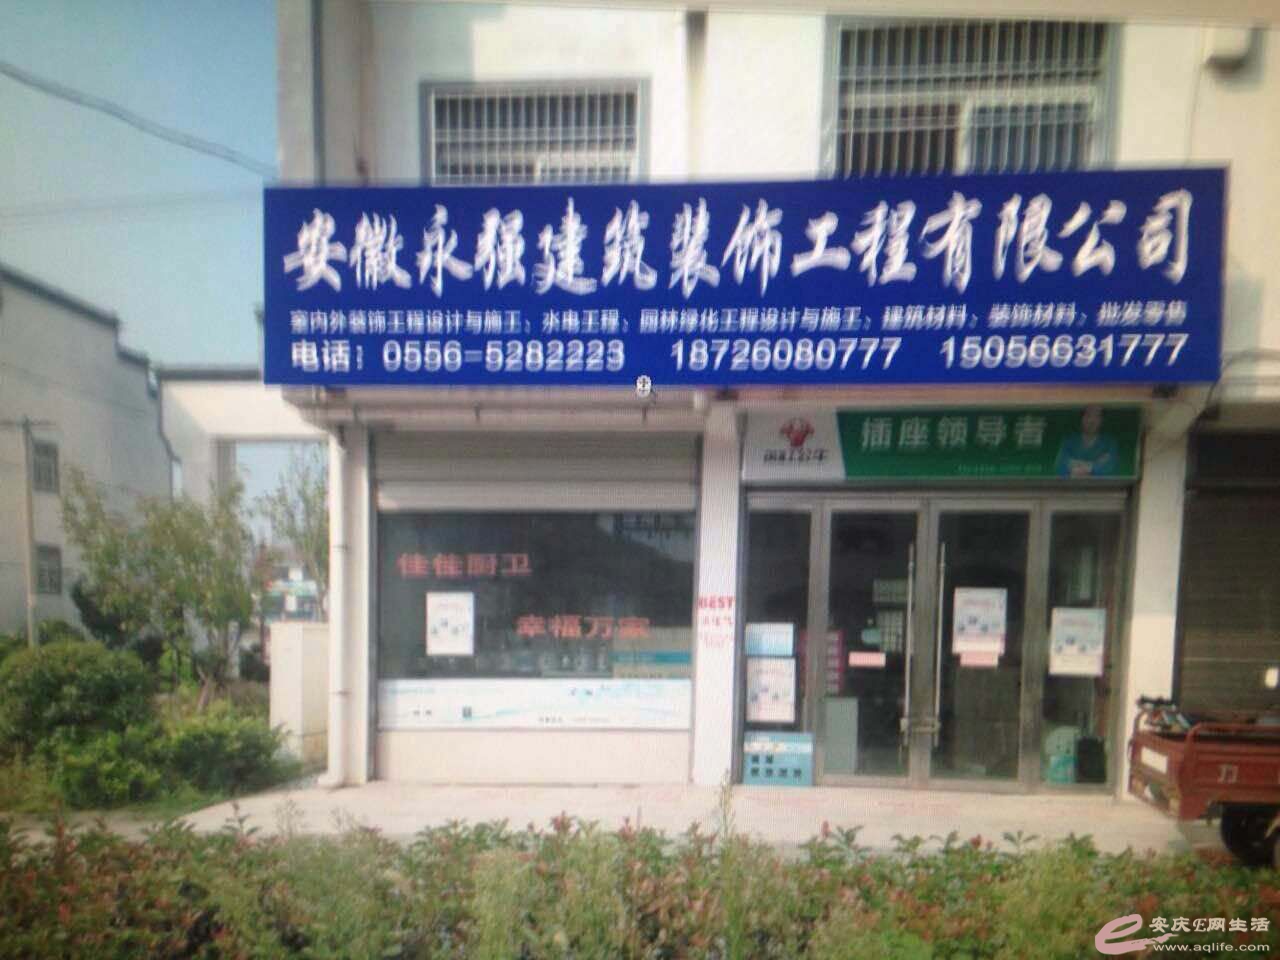 安徽永强建筑装饰工程有限公司
室内外装饰工程设计与施工、水电工程、园林绿化工程设计与施工、建筑材料、装饰材料、批发零售
电话：0556-5282223 18726080777 15056631777
插座领导者
佳佳厨卫
幸福万家
BEST
安庆E网生活
www.aqlife.com